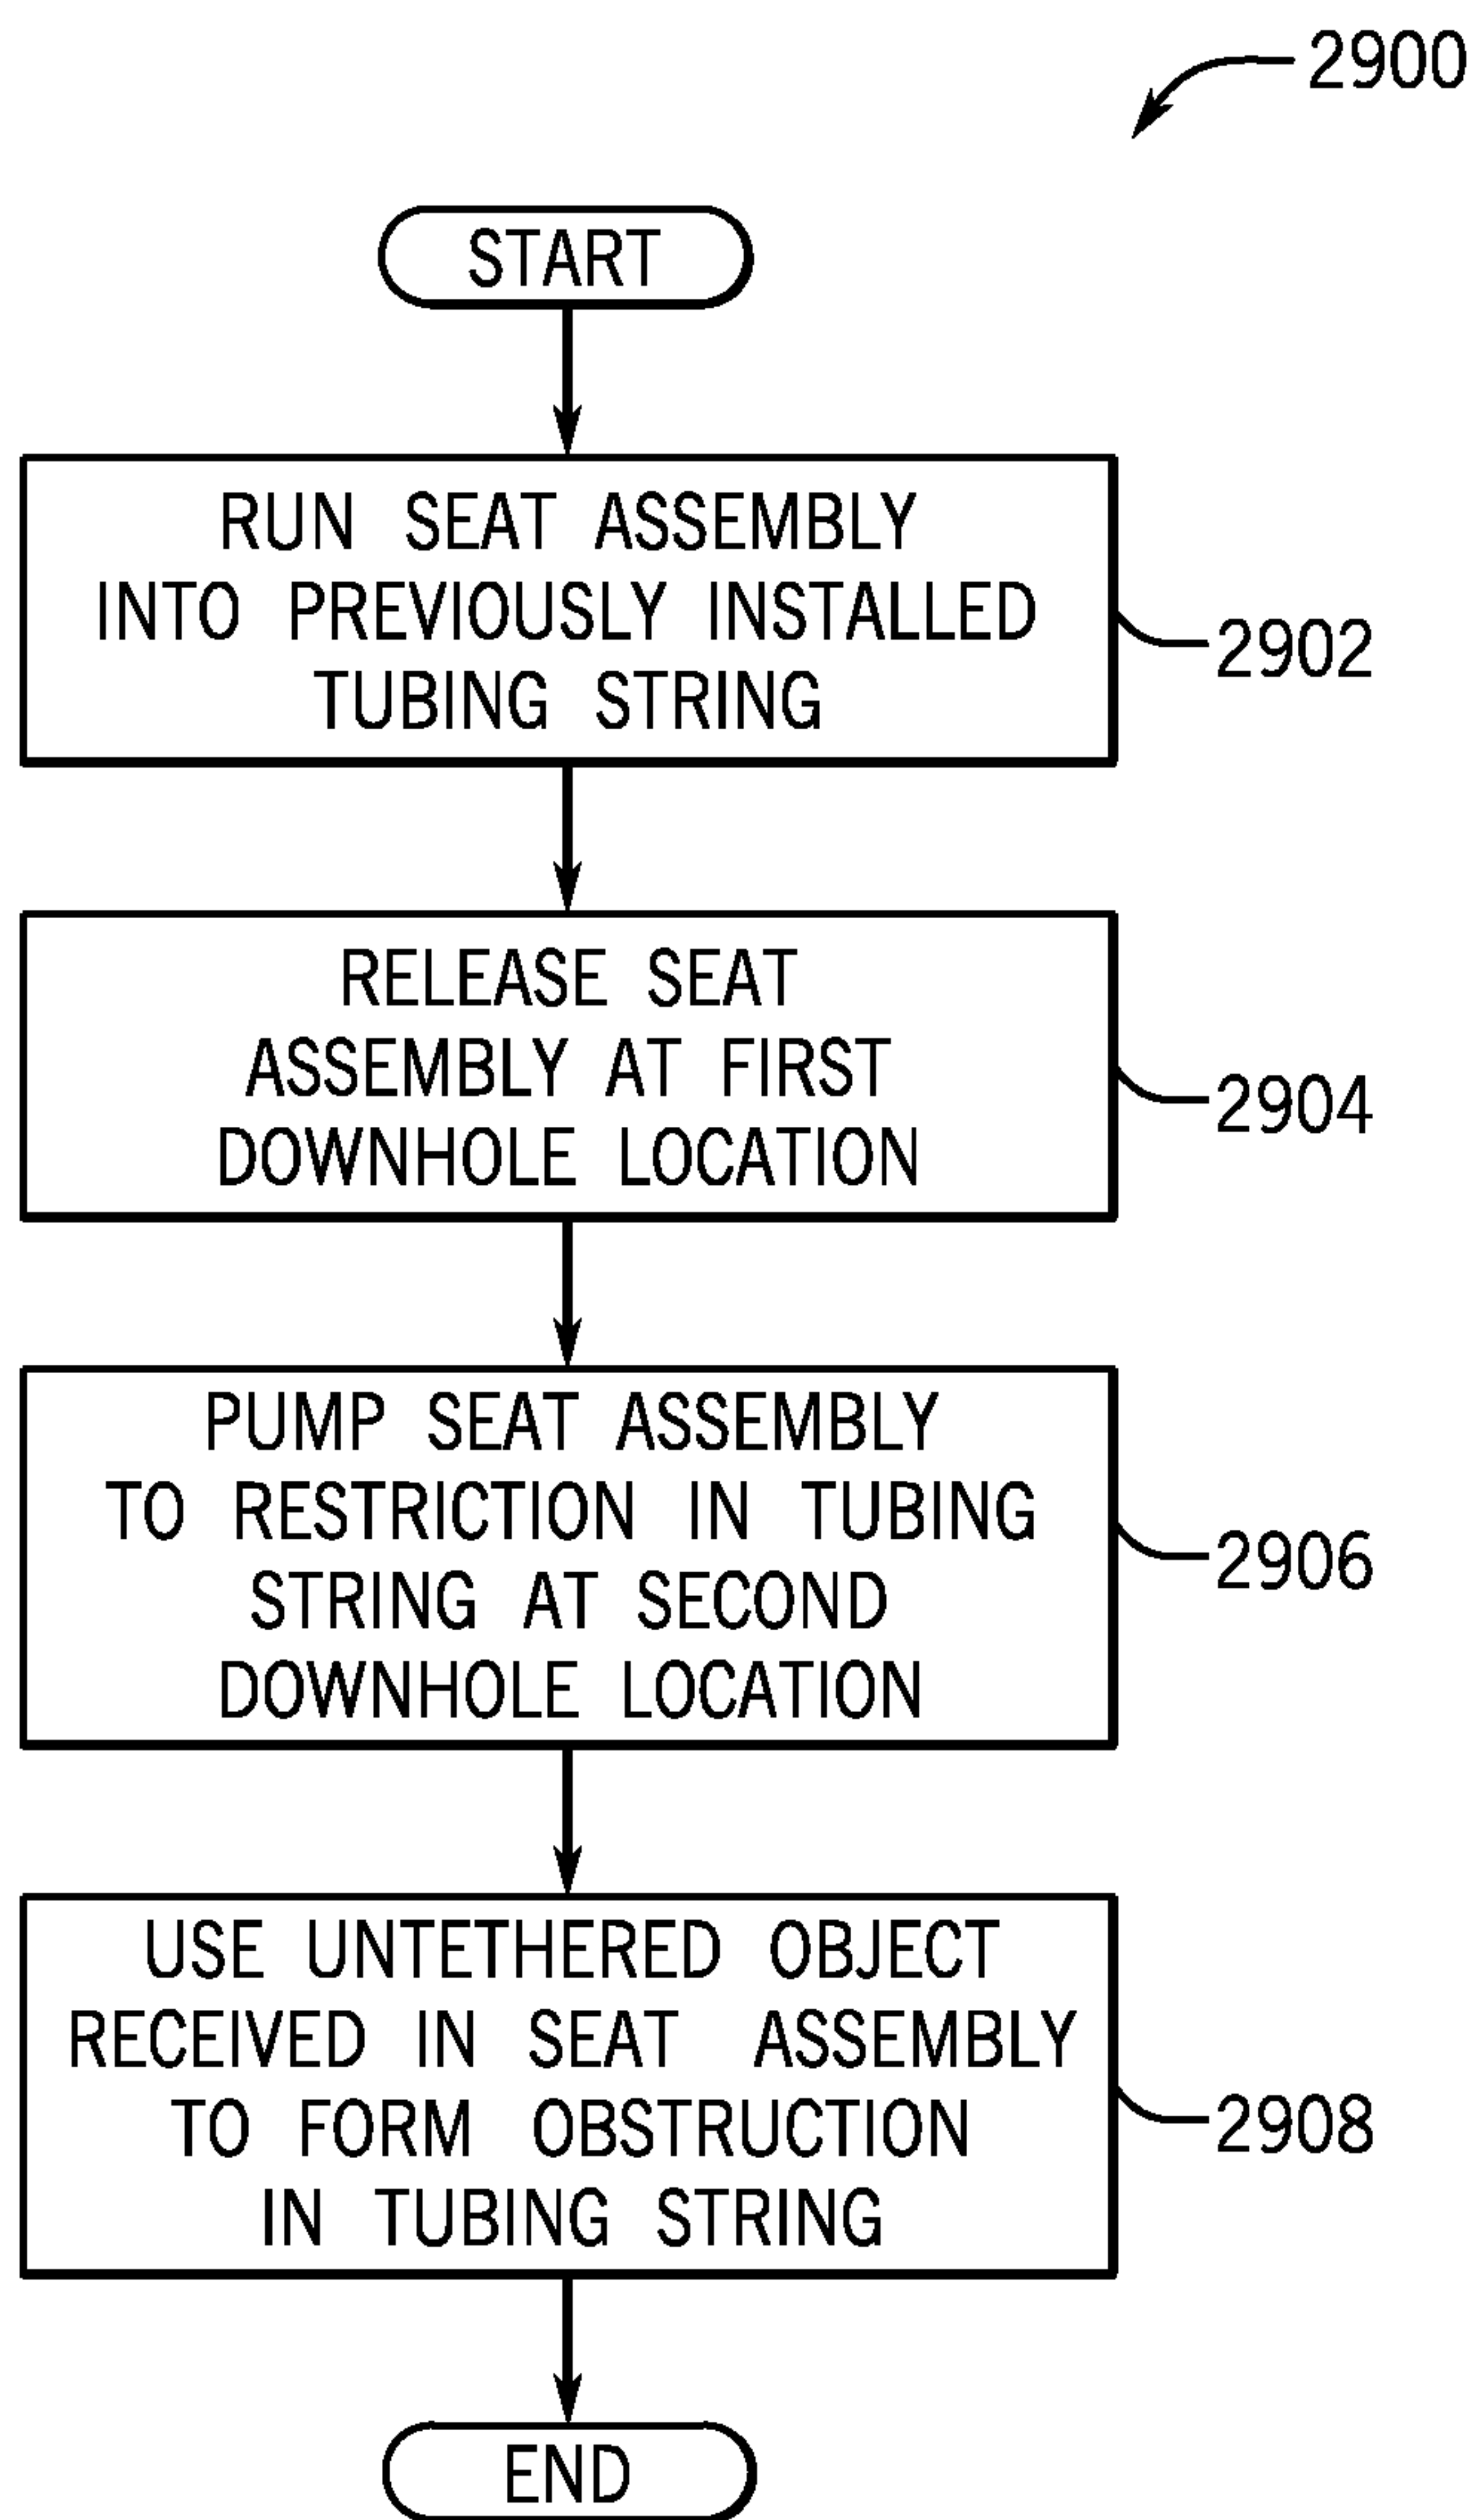 2900
START
RUN SEAT ASSEMBLY
INTO PREVIOUSLY INSTALLED
TUBING STRING
2902
RELEASE SEAT
ASSEMBLY AT FIRST
DOWNHOLE LOCATION
2904
PUMP SEAT ASSEMBLY
TO RESTRICTION IN TUBING
STRING AT SECOND
DOWNHOLE LOCATION
2906
USE UNTETHERED OBJECT
RECEIVED IN SEAT ASSEMBLY
TO FORM OBSTRUCTION
IN TUBING STRING
2908
END